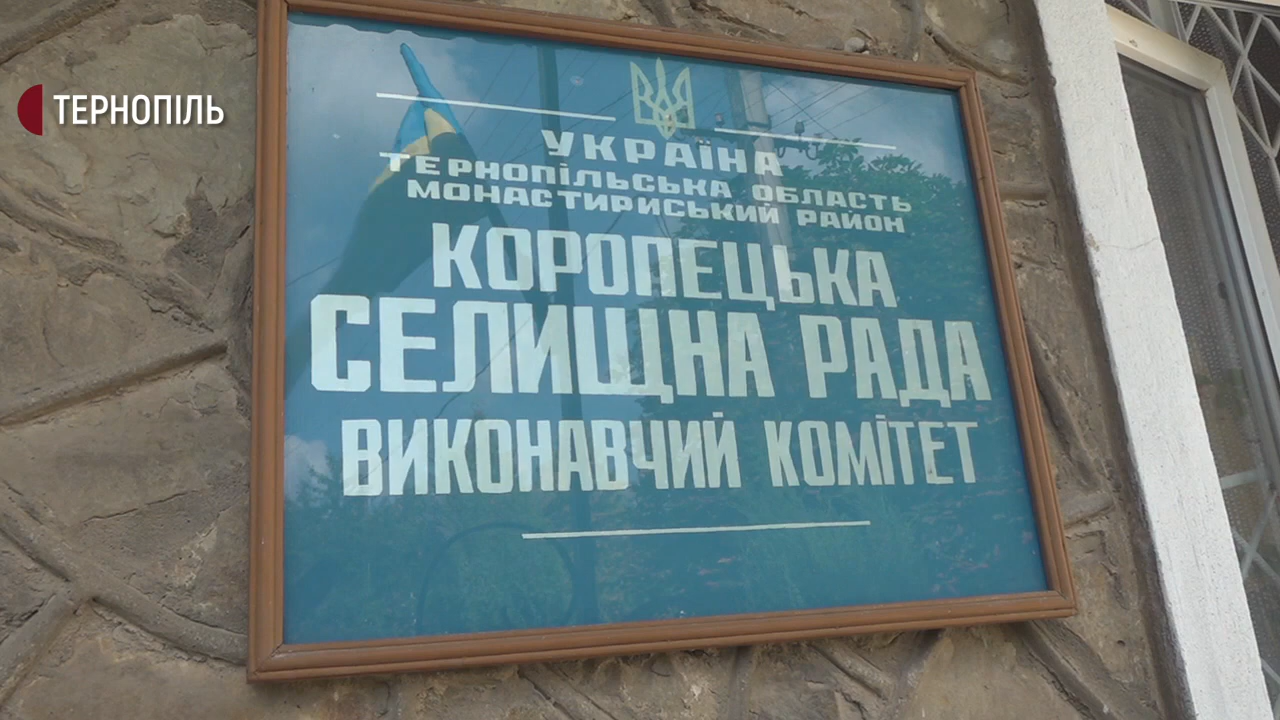 ТЕРНОПІЛЬ
УКРАЇНА
ТЕРНОПІЛЬСЬКА ОБЛАСТЬ
МОНАСТИРИСЬКИЙ РАЙОН
КОРОПЕЦЬКА
СЕЛИЩНА РАДА
ВИКОНАВЧИЙ КОМІТЕТ